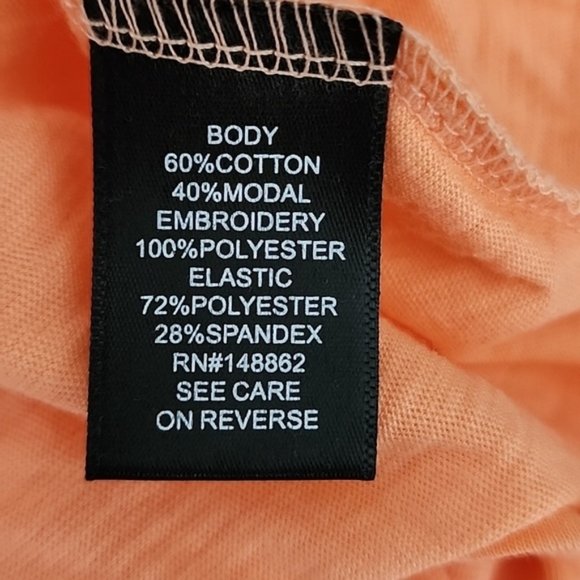 BODY
60%COTTON
40%MODAL
EMBROIDERY
100%POLYESTER
ELASTIC
72%POLYESTER
28%SPANDEX
RN#148862
SEE CARE
ON REVERSE